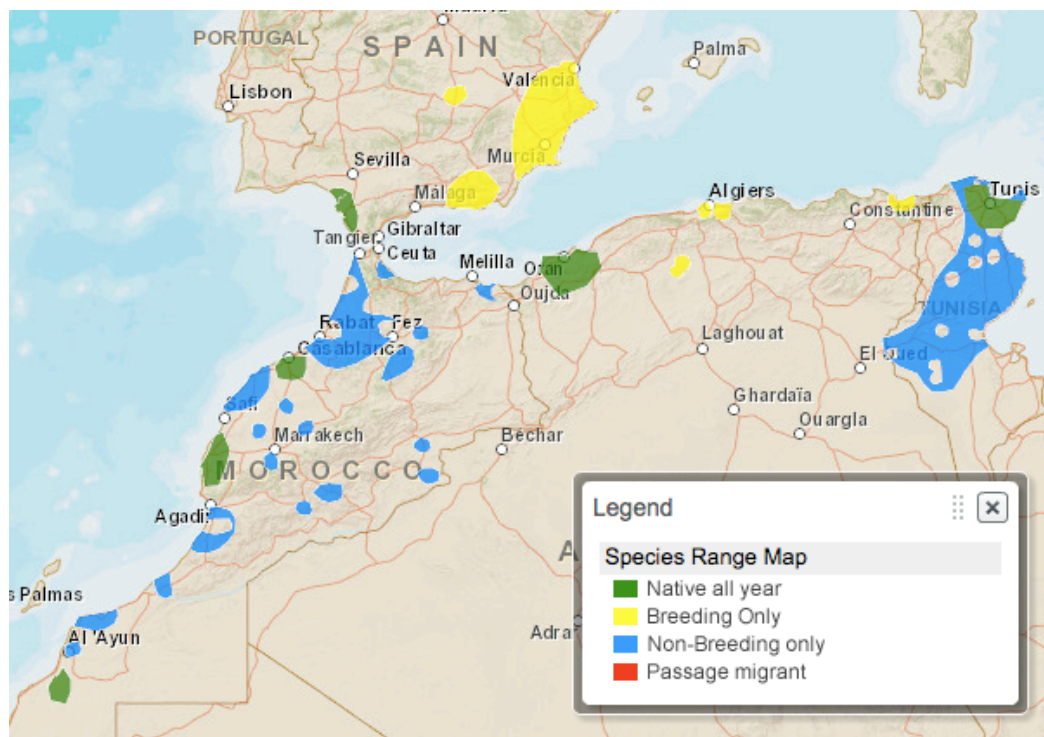 Madrid
PORTUGAL
SPAIN
Palma
Valencia
Lisbon
Murcia
Sevilla
Málaga
Algiers
Tunis
Constantine
Gibraltar
Tangier
Ceuta
Melilla
Oran
Oujda
TUNISIA
Rabat
Fez
Laghouat
Casablanca
El Oued
Ghardaïa
Safi
Ouargla
Marrakech
Béchar
MOROCCO
Agadir
Legend
A
Species Range Map
s Palmas
Native all year
Breeding Only
Al 'Ayun
Adra
Non-Breeding only
Passage migrant